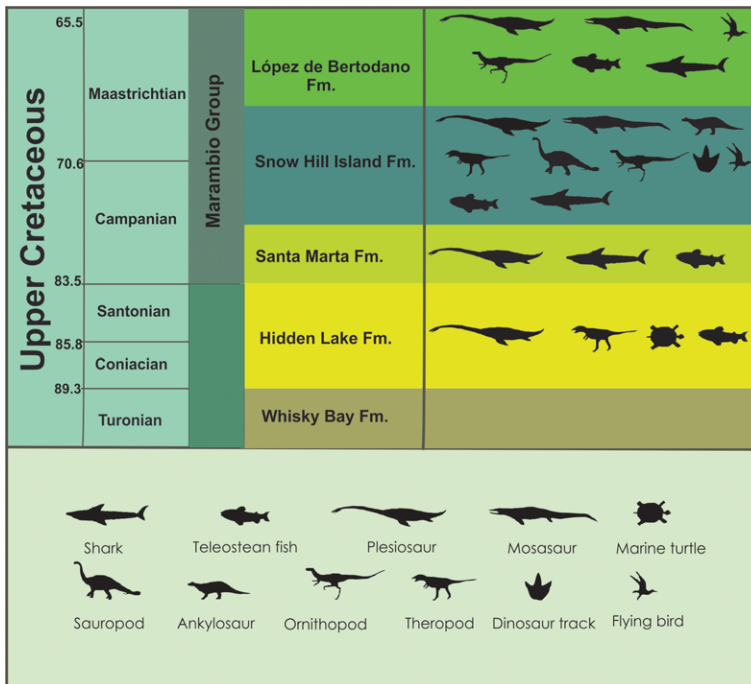 65.5
70.6
83.5
85.8
89.3
Upper Cretaceous
Maastrichtian
Campanian
Santonian
Coniacian
Turonian
Marambio Group
López de Bertodano
Fm.
Snow Hill Island Fm.
Santa Marta Fm.
Hidden Lake Fm.
Whisky Bay Fm.
Shark
Teleostean fish
Plesiosaur
Mosasaur
Marine turtle
Sauropod
Ankylosaur
Ornithopod
Theropod
Dinosaur track
Flying bird